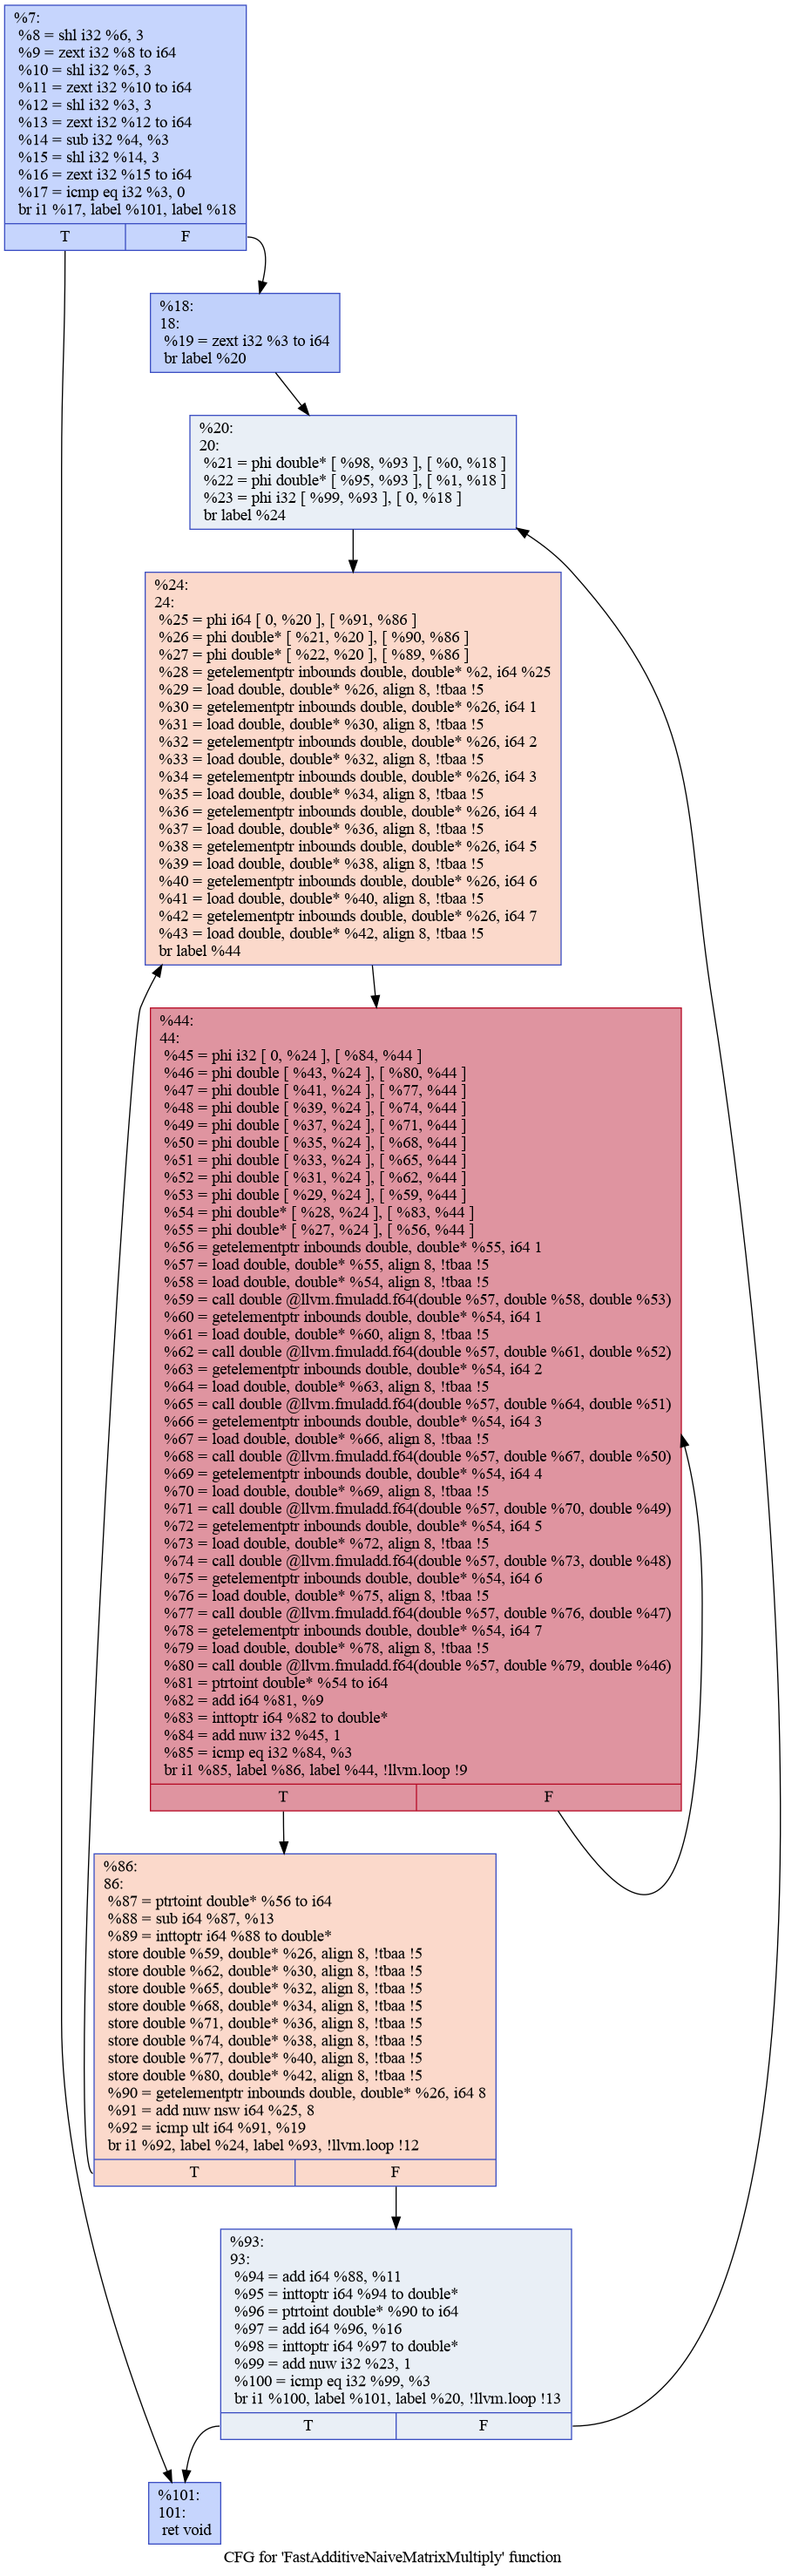 %7:
%8 = shl i32 %6, 3
%9 = zext i32 %8 to i64
%10 = shl i32 %5, 3
%11 = zext i32 %10 to i64
%12 = shl i32 %3, 3
%13 = zext i32 %12 to i64
%14 = sub i32 %4, %3
%15 = shl i32 %14, 3
%16 = zext i32 %15 to i64
%17 = icmp eq i32 %3, 0
br i1 %17, label %101, label %18
T F
%18:
18:
%19 = zext i32 %3 to i64
br label %20
%20:
20:
%21 = phi double* [ %98, %93 ], [ %0, %18 ]
%22 = phi double* [ %95, %93 ], [ %1, %18 ]
%23 = phi i32 [ %99, %93 ], [ 0, %18 ]
br label %24
%24:
24:
%25 = phi i64 [ 0, %20 ], [ %91, %86 ]
%26 = phi double* [ %21, %20 ], [ %90, %86 ]
%27 = phi double* [ %22, %20 ], [ %89, %86 ]
%28 = getelementptr inbounds double, double* %2, i64 %25
%29 = load double, double* %26, align 8, !tbaa !5
%30 = getelementptr inbounds double, double* %26, i64 1
%31 = load double, double* %30, align 8, !tbaa !5
%32 = getelementptr inbounds double, double* %26, i64 2
%33 = load double, double* %32, align 8, !tbaa !5
%34 = getelementptr inbounds double, double* %26, i64 3
%35 = load double, double* %34, align 8, !tbaa !5
%36 = getelementptr inbounds double, double* %26, i64 4
%37 = load double, double* %36, align 8, !tbaa !5
%38 = getelementptr inbounds double, double* %26, i64 5
%39 = load double, double* %38, align 8, !tbaa !5
%40 = getelementptr inbounds double, double* %26, i64 6
%41 = load double, double* %40, align 8, !tbaa !5
%42 = getelementptr inbounds double, double* %26, i64 7
%43 = load double, double* %42, align 8, !tbaa !5
br label %44
%44:
44:
%45 = phi i32 [ 0, %24 ], [ %84, %44 ]
%46 = phi double [ %43, %24 ], [ %80, %44 ]
%47 = phi double [ %41, %24 ], [ %77, %44 ]
%48 = phi double [ %39, %24 ], [ %74, %44 ]
%49 = phi double [ %37, %24 ], [ %71, %44 ]
%50 = phi double [ %35, %24 ], [ %68, %44 ]
%51 = phi double [ %33, %24 ], [ %65, %44 ]
%52 = phi double [ %31, %24 ], [ %62, %44 ]
%53 = phi double [ %29, %24 ], [ %59, %44 ]
%54 = phi double* [ %28, %24 ], [ %83, %44 ]
%55 = phi double* [ %27, %24 ], [ %56, %44 ]
%56 = getelementptr inbounds double, double* %55, i64 1
%57 = load double, double* %55, align 8, !tbaa !5
%58 = load double, double* %54, align 8, !tbaa !5
%59 = call double @llvm.fmuladd.f64(double %57, double %58, double %53)
%60 = getelementptr inbounds double, double* %54, i64 1
%61 = load double, double* %60, align 8, !tbaa !5
%62 = call double @llvm.fmuladd.f64(double %57, double %61, double %52)
%63 = getelementptr inbounds double, double* %54, i64 2
%64 = load double, double* %63, align 8, !tbaa !5
%65 = call double @llvm.fmuladd.f64(double %57, double %64, double %51)
%66 = getelementptr inbounds double, double* %54, i64 3
%67 = load double, double* %66, align 8, !tbaa !5
%68 = call double @llvm.fmuladd.f64(double %57, double %67, double %50)
%69 = getelementptr inbounds double, double* %54, i64 4
%70 = load double, double* %69, align 8, !tbaa !5
%71 = call double @llvm.fmuladd.f64(double %57, double %70, double %49)
%72 = getelementptr inbounds double, double* %54, i64 5
%73 = load double, double* %72, align 8, !tbaa !5
%74 = call double @llvm.fmuladd.f64(double %57, double %73, double %48)
%75 = getelementptr inbounds double, double* %54, i64 6
%76 = load double, double* %75, align 8, !tbaa !5
%77 = call double @llvm.fmuladd.f64(double %57, double %76, double %47)
%78 = getelementptr inbounds double, double* %54, i64 7
%79 = load double, double* %78, align 8, !tbaa !5
%80 = call double @llvm.fmuladd.f64(double %57, double %79, double %46)
%81 = ptrtoint double* %54 to i64
%82 = add i64 %81, %9
%83 = inttoptr i64 %82 to double*
%84 = add nuw i32 %45, 1
%85 = icmp eq i32 %84, %3
br i1 %85, label %86, label %44, !llvm.loop !9
T F
%86:
86:
%87 = ptrtoint double* %56 to i64
%88 = sub i64 %87, %13
%89 = inttoptr i64 %88 to double*
store double %59, double* %26, align 8, !tbaa !5
store double %62, double* %30, align 8, !tbaa !5
store double %65, double* %32, align 8, !tbaa !5
store double %68, double* %34, align 8, !tbaa !5
store double %71, double* %36, align 8, !tbaa !5
store double %74, double* %38, align 8, !tbaa !5
store double %77, double* %40, align 8, !tbaa !5
store double %80, double* %42, align 8, !tbaa !5
%90 = getelementptr inbounds double, double* %26, i64 8
%91 = add nuw nsw i64 %25, 8
%92 = icmp ult i64 %91, %19
br i1 %92, label %24, label %93, !llvm.loop !12
T F
%93:
93:
%94 = add i64 %88, %11
%95 = inttoptr i64 %94 to double*
%96 = ptrtoint double* %90 to i64
%97 = add i64 %96, %16
%98 = inttoptr i64 %97 to double*
%99 = add nuw i32 %23, 1
%100 = icmp eq i32 %99, %3
br i1 %100, label %101, label %20, !llvm.loop !13
T F
%101:
101:
ret void
CFG for 'FastAdditiveNaiveMatrixMultiply' function